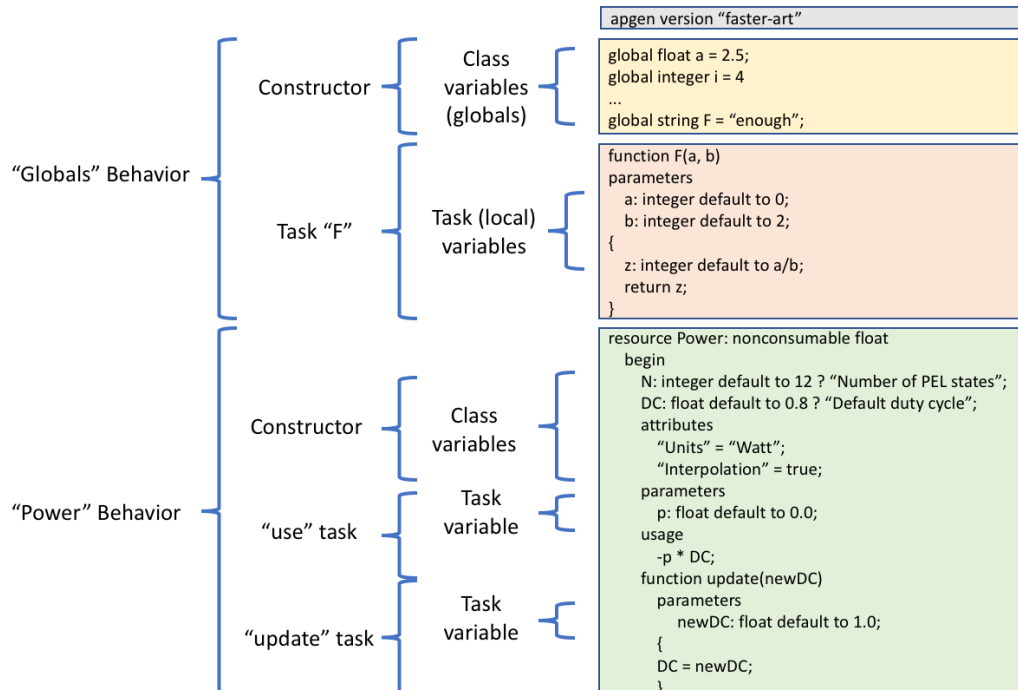 apgen version “faster-art”
“Globals” Behavior
Constructor
Class
variables
(globals)
global float a = 2.5;
global integer i = 4
...
global string F = “enough”;
Task “F”
Task (local)
variables
function F(a, b)
parameters
a: integer default to 0;
b: integer default to 2;
{
z: integer default to a/b;
return z;
}
“Power” Behavior
Constructor
Class
variables
resource Power: nonconsumable float
begin
N: integer default to 12 ? “Number of PEL states”;
DC: float default to 0.8 ? “Default duty cycle”;
attributes
“Units” = “Watt”;
“Interpolation” = true;
“use” task
Task
variable
parameters
p: float default to 0.0;
usage
-p * DC;
“update” task
Task
variable
function update(newDC)
parameters
newDC: float default to 1.0;
{
DC = newDC;
}